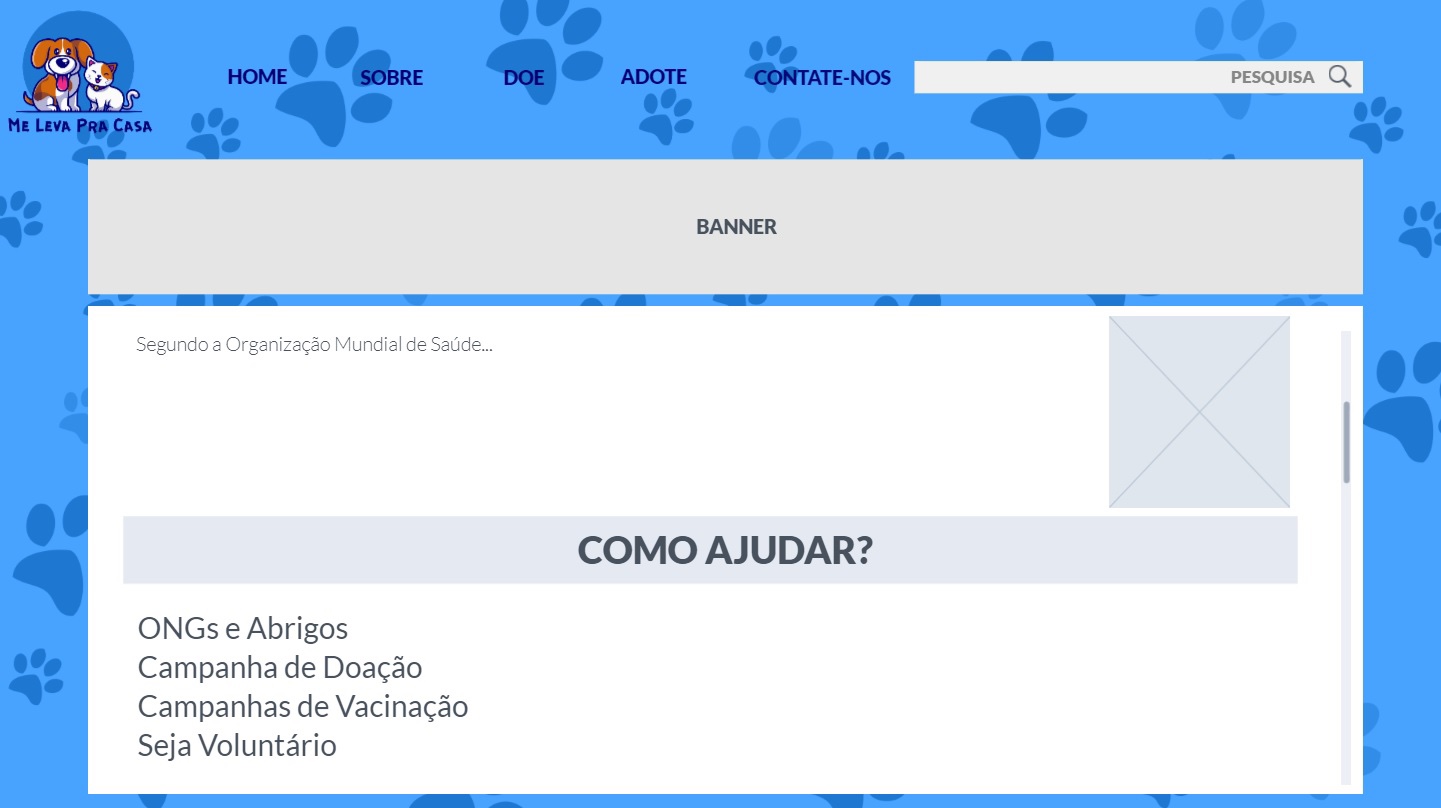 ME LEVA PRA CASA
HOME
SOBRE
DOE
ADOTE
CONTATE-NOS
PESQUISA
BANNER
Segundo a Organização Mundial de Saúde...
COMO AJUDAR?
ONGs e Abrigos
Campanha de Doação
Campanhas de Vacinação
Seja Voluntário